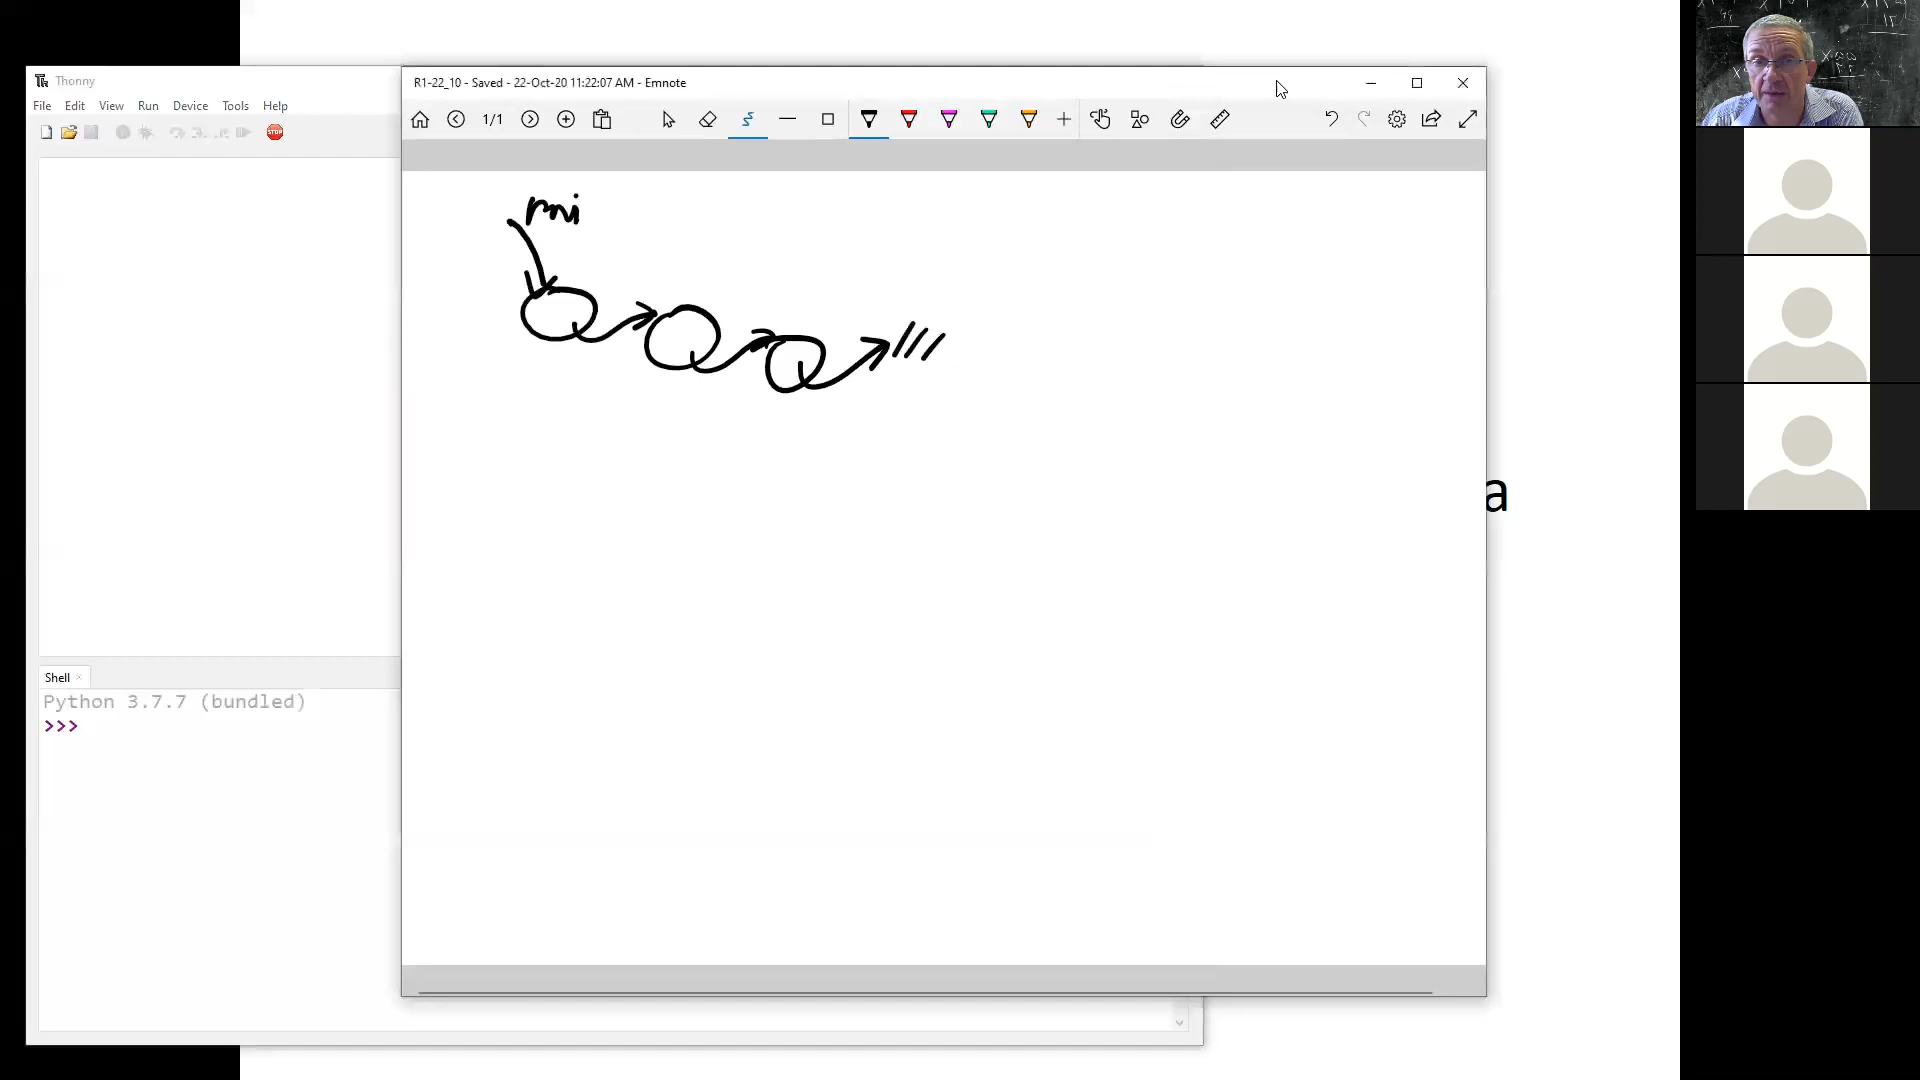 Thonny
File Edit View Run Device Tools Help
STOP
R1-22_10 - Saved - 22-Oct-20 11:22:07 AM - Emnote
1/1
a
Shell
Python 3.7.7 (bundled)
>>>